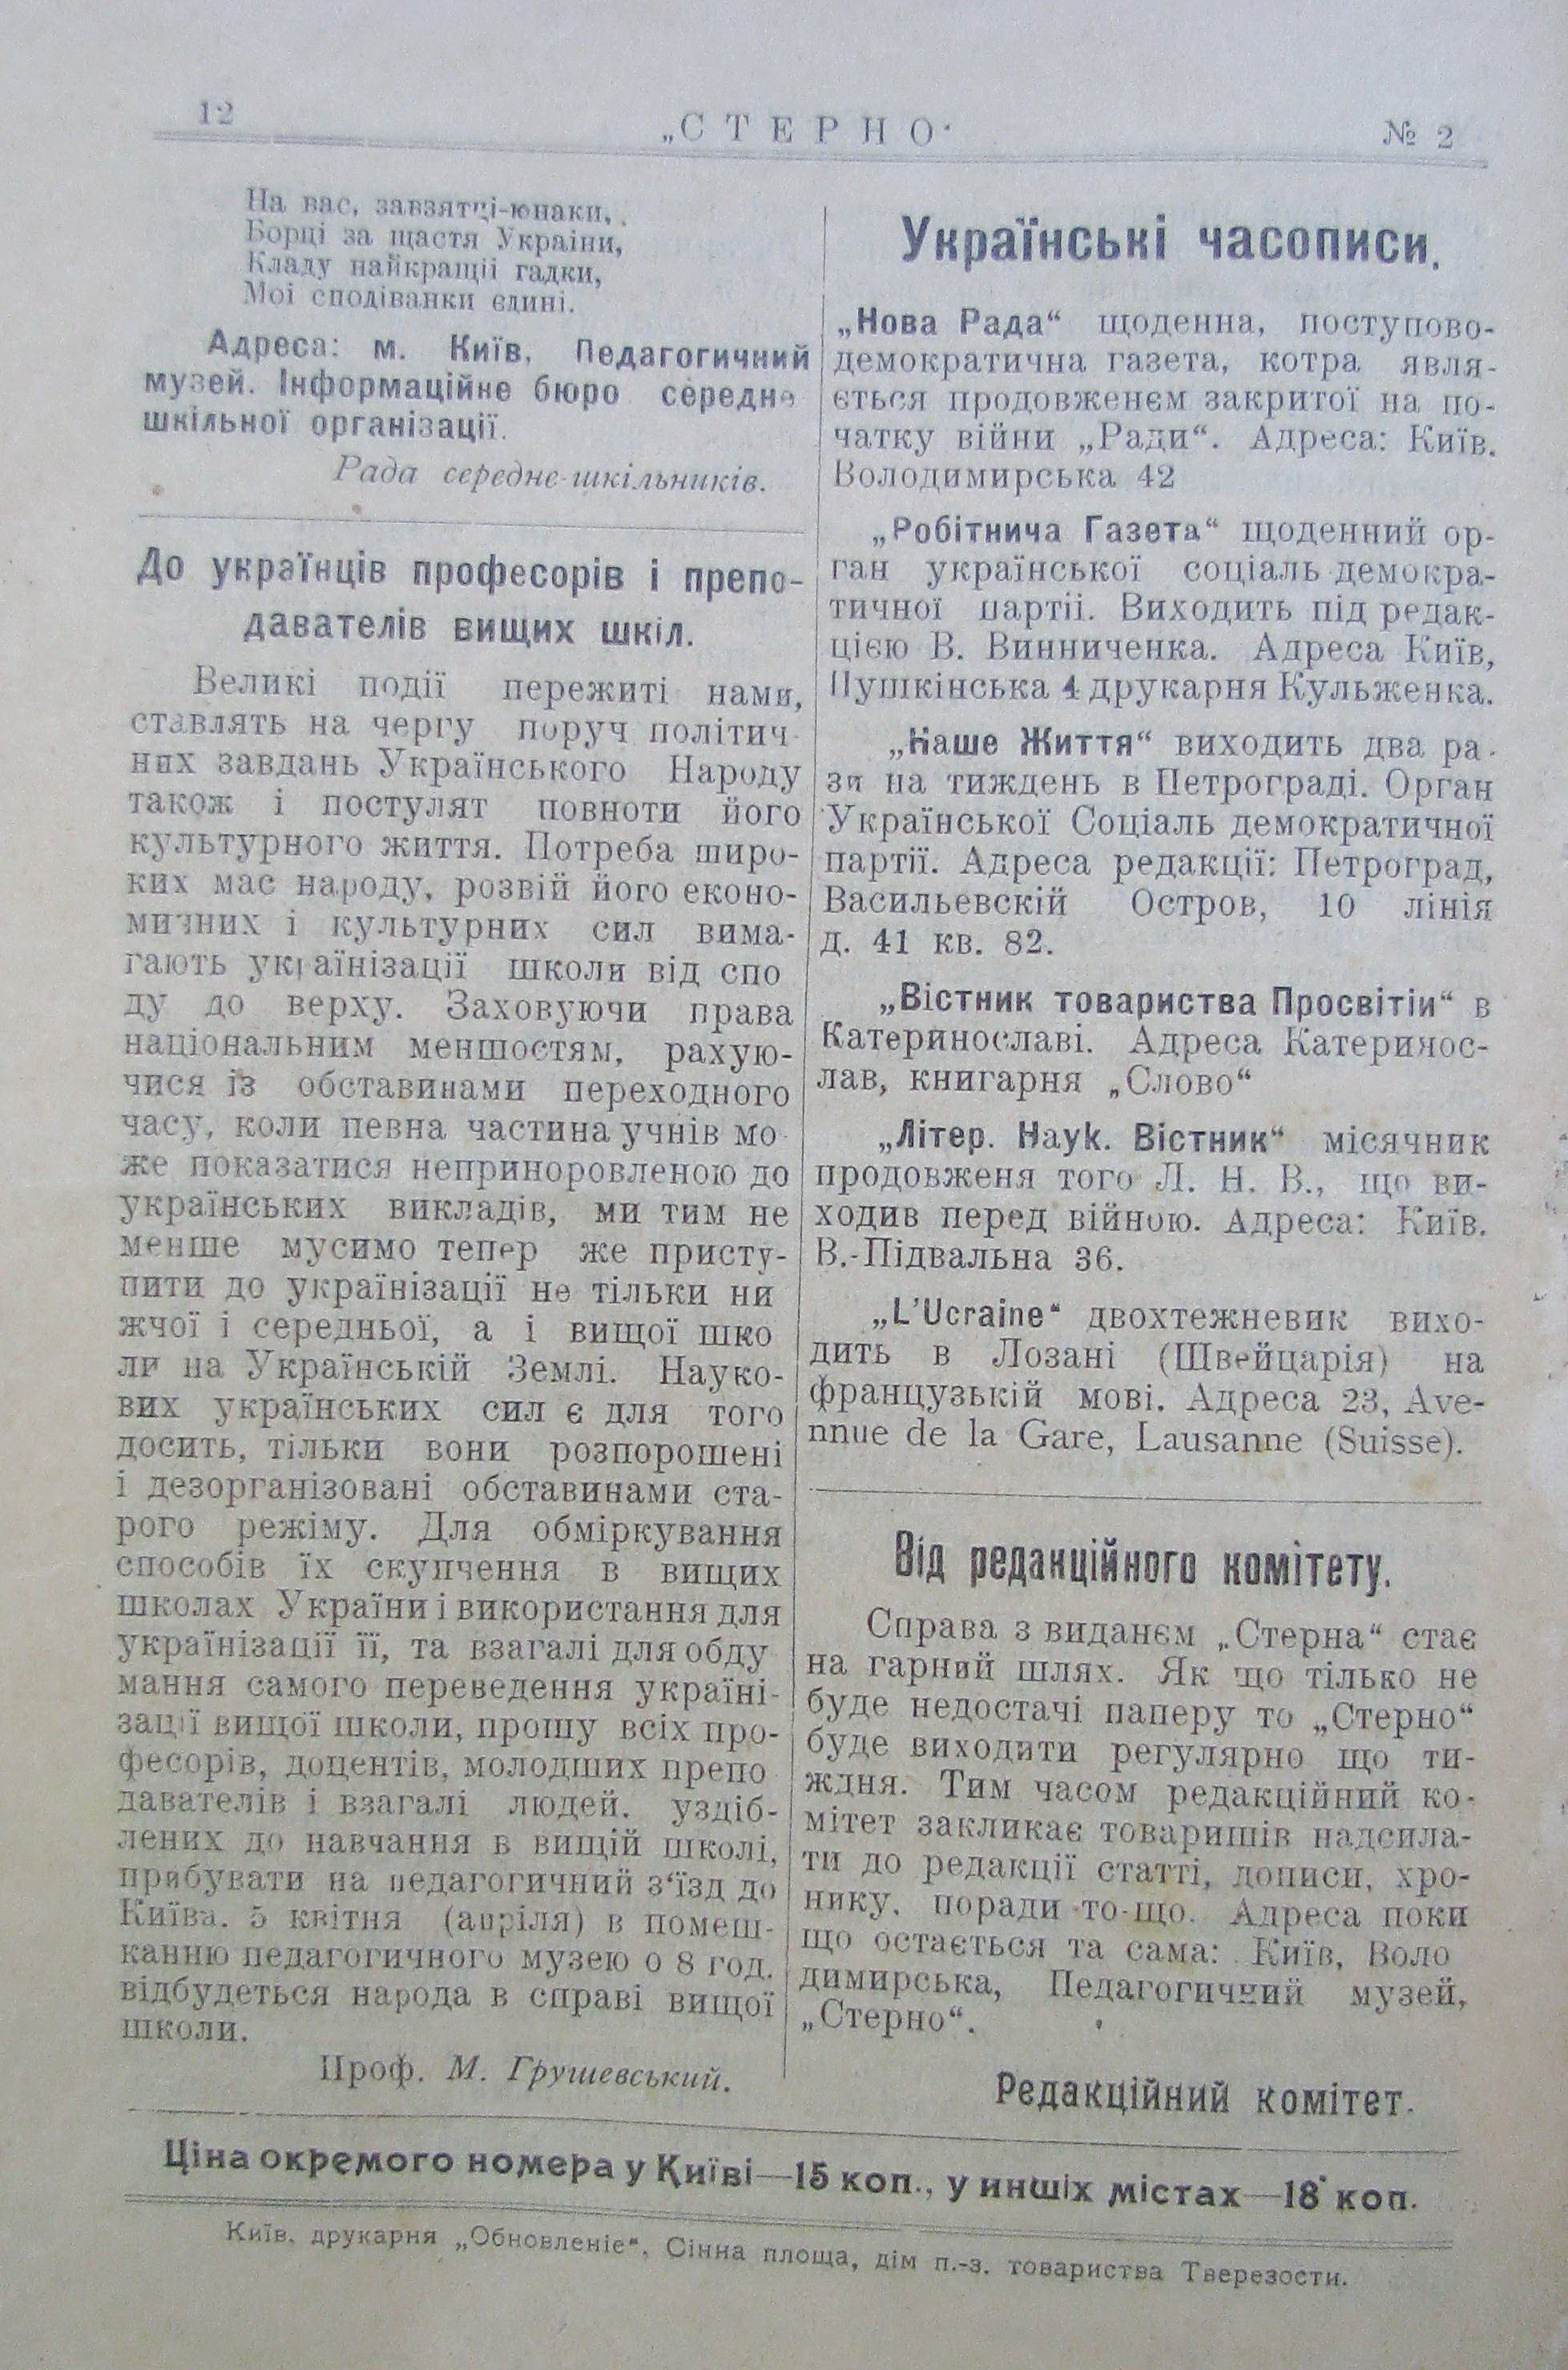 12
„СТЕРНО“
№ 2
На вас, завзятці-юнаки,
Борці за щастя Украіни,
Кладу найкращіі гадки,
Моі сподіванки єдині.
Адреса: м. Київ, Педагогичний
музей. Інформаційне бюро середне
шкільної організації.
Рада середне-шкільників.
До українців професорів і препо-
давателів вищих шкіл.
Великі події пережиті нами,
ставлять на чергу поруч політич-
них завдань Українського Народу
також і постулят повноти його
культурного життя. Потреба широ-
ких мас народу, розвій його еконо-
мичних і культурних сил вима-
гають українізації школи від спо
ду до верху. Заховуючи права
національним меншостям, рахую-
чися із обставинами переходного
часу, коли певна частина учнів мо-
же показатися неприноровленою до
українських викладів, ми тим не
менше мусимо тепер же присту-
пити до українізації не тільки ни
жчої і середньої, а і вищої шко
ли на Українській Землі. Науко-
вих українських сил є для того
досить, тільки вони розпорошені
і дезорганізовані обставинами ста-
рого режіму. Для обміркування
способів їх скупчення в вищих
школах України і використання для
українізації її, та взагалі для обду
мання самого переведення україні-
зації вищої школи, прошу всіх про-
фесорів, доцентів, молодших препо
давателів і взагалі людей. уздіб-
лених до навчання в вищій школі,
прибувати на педагогичний з‘їзд до
Київа. 5 квітня (апріля) в помеш-
канню педагогичного музею о 8 год.
відбудеться народа в справі вищої
школи.
Проф. М. Грушевський.
Українські часописи.
„Нова Рада“ щоденна, поступово-
демократична газета, котра явля-
ється продовженєм закритої на по-
чатку війни „Ради“. Адреса: Київ.
Володимирська 42
„Робітнича Газета“ щоденний ор-
ган української соціаль-демокра-
тичної партіі. Виходить під редак-
цією В. Винниченка. Адреса Київ,
Пушкінська 4 друкарня Кульженка.
„Наше Життя“ виходить два ра-
зи на тиждень в Петрограді. Орган
Української Соціаль демократичної
партії. Адреса редакції: Петроград,
Васильевскій Остров, 10 лінія
д. 41 кв. 82.
„Вістник товариства Просвітіи“ в
Катеринославі. Адреса Катеринос-
лав, книгарня „Слово“
„Літер. Наук. Вістник“ місячник
продовженя того Л. Н. В., що ви-
ходив перед війною. Адреса: Київ.
В.-Підвальна 36.
„L’Ucraine“ двохтежневик вихо-
дить в Лозані (Швейцарія) на
французькій мові. Адреса 23, Ave-
nnue de la Gare, Lausanne (Suisse).
Від редакційного комітету.
Справа з виданєм „Стерна“ стає
на гарний шлях. Як що тілько не
буде недостачі паперу то „Стерно“
буде виходити регулярно що ти-
ждня. Тим часом редакційний ко-
мітет закликає товаришів надсила-
ти до редакції статті, дописи, хро-
нику. поради то-що. Адреса поки
що остається та сама: Київ, Воло
димирська, Педагогичний музей,
„Стерно“.
Редакційний комітет.
Ціна окремого номера у Київі—15 коп., у инших містах—18 коп.
Київ, друкарня „Обновленіе“, Сінна площа, дім п.-з. товариства Тверезости.